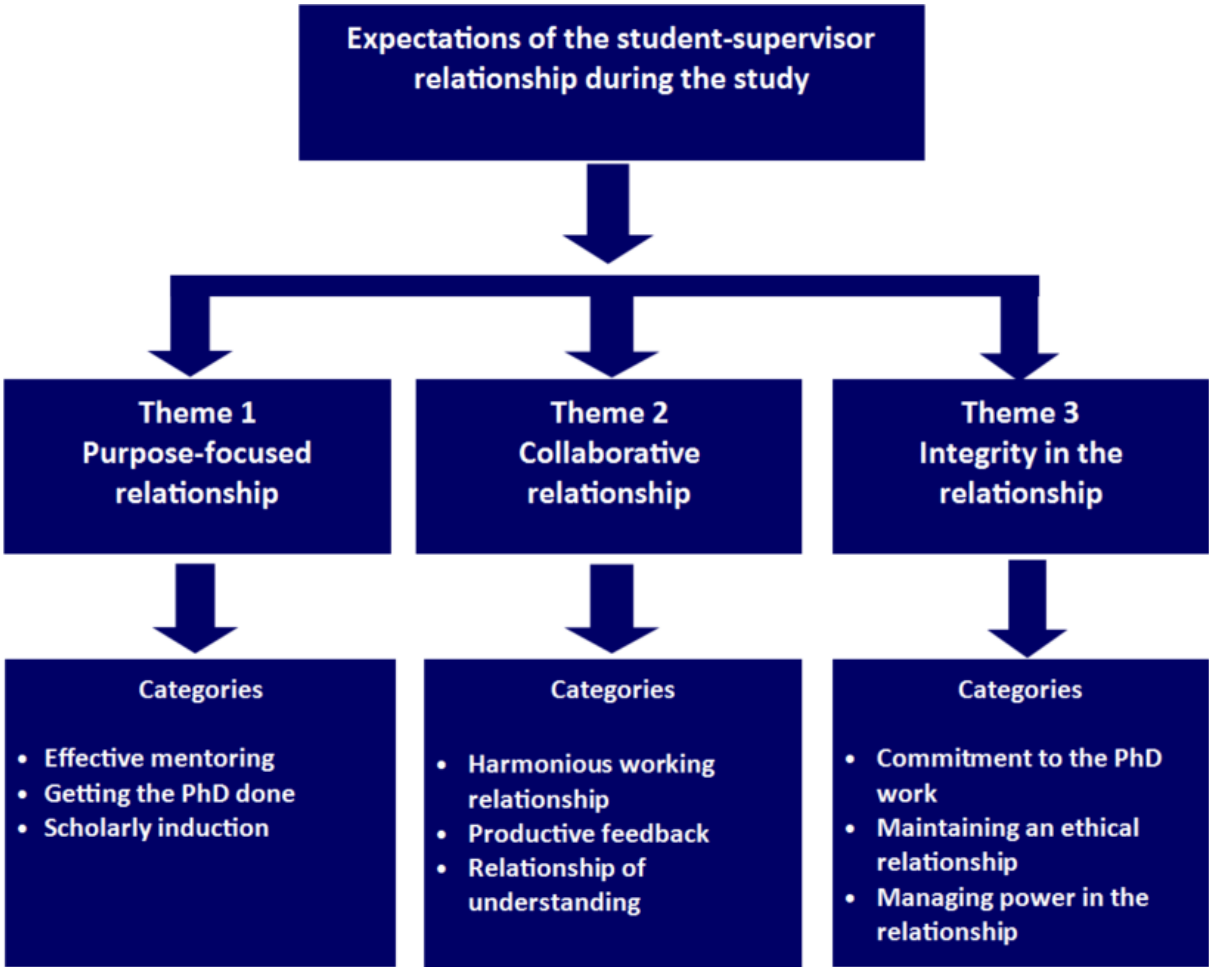 Expectations of the student-supervisor
relationship during the study
Theme 1
Purpose-focused
relationship
Theme 2
Collaborative
relationship
Theme 3
Integrity in the
relationship
Categories
• Effective mentoring
• Getting the PhD done
• Scholarly induction
Categories
• Harmonious working
relationship
• Productive feedback
• Relationship of
understanding
Categories
• Commitment to the PhD
work
• Maintaining an ethical
relationship
• Managing power in the
relationship